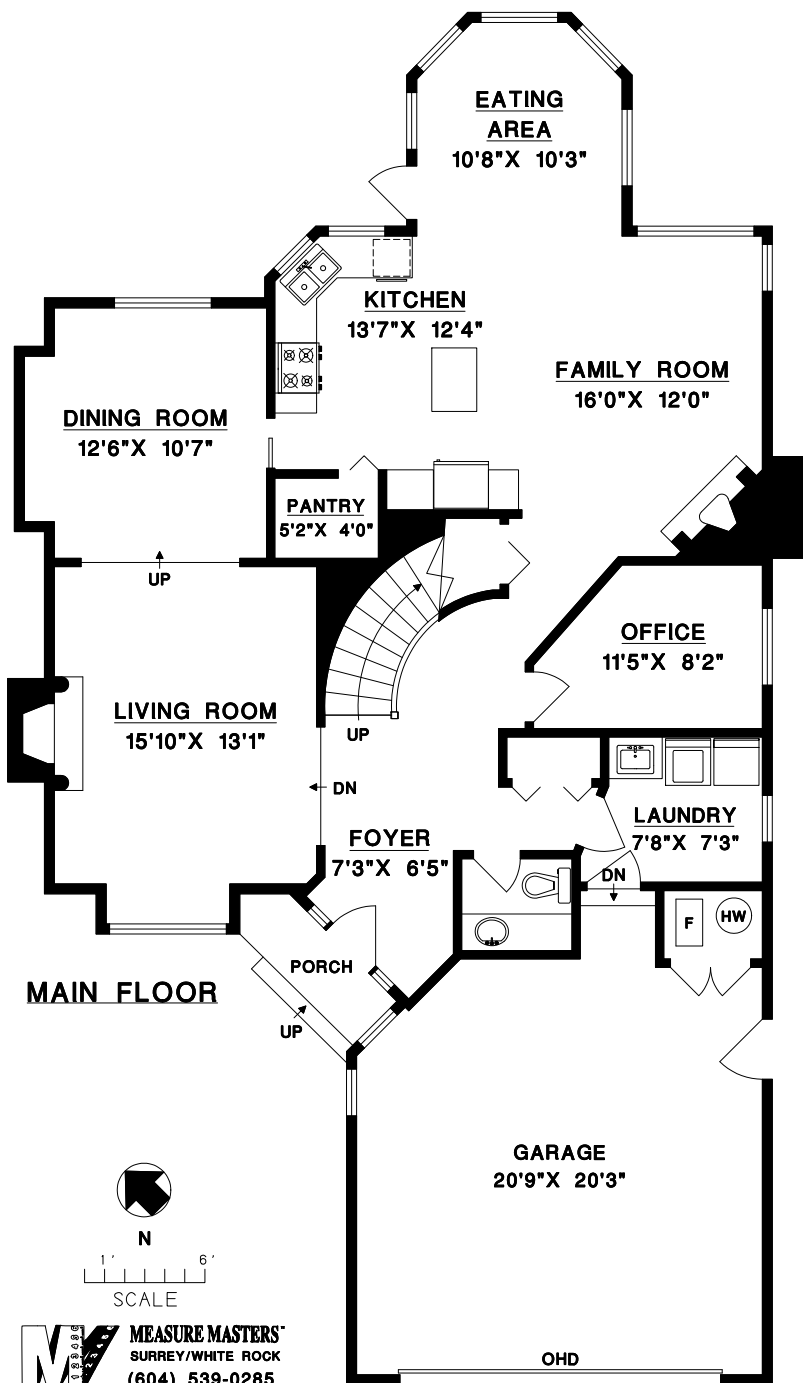 EATING
AREA
10'8"X 10'3"
KITCHEN
13'7"X 12'4"
FAMILY ROOM
16'0"X 12'0"
DINING ROOM
12'6"X 10'7"
PANTRY
5'2"X 4'0"
UP
OFFICE
11'5"X 8'2"
LIVING ROOM
15'10"X 13'1"
UP
DN
LAUNDRY
7'8"X 7'3"
FOYER
7'3"X 6'5"
DN
F
HW
PORCH
MAIN FLOOR
UP
GARAGE
20'9"X 20'3"
N
1' 6'
SCALE
MEASURE MASTERS
SURREY/WHITE ROCK
(604) 539-0285
OHD